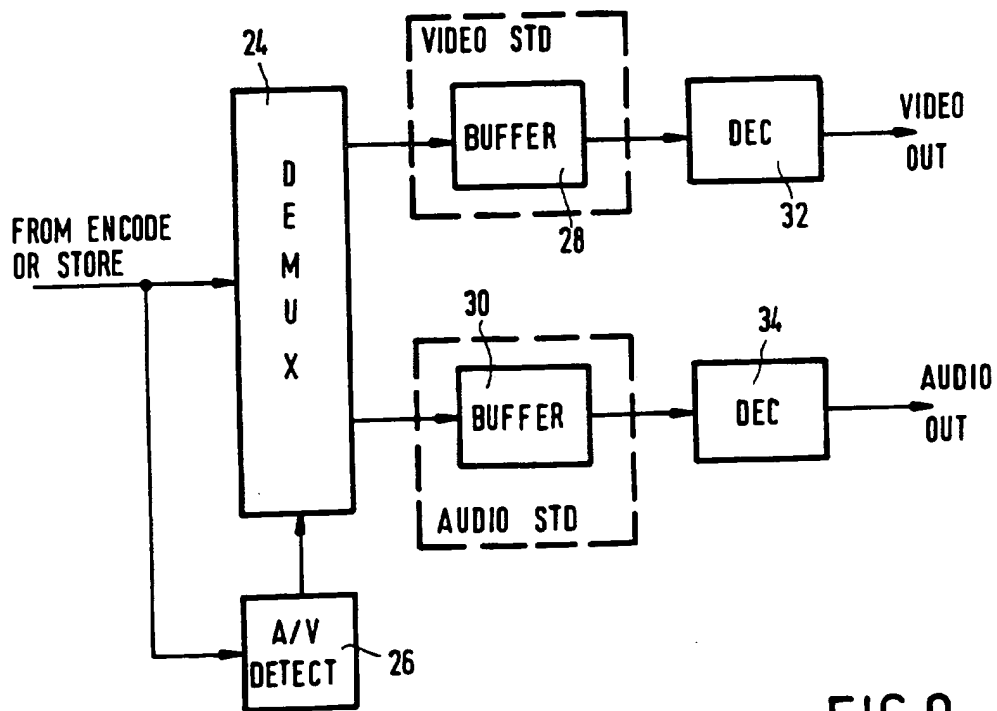 24
VIDEO STD
BUFFER
28
DEC
32
VIDEO
OUT
FROM ENCODE
OR STORE
D
E
M
U
X
30
BUFFER
AUDIO STD
34
DEC
AUDIO
OUT
A/V
DETECT
26